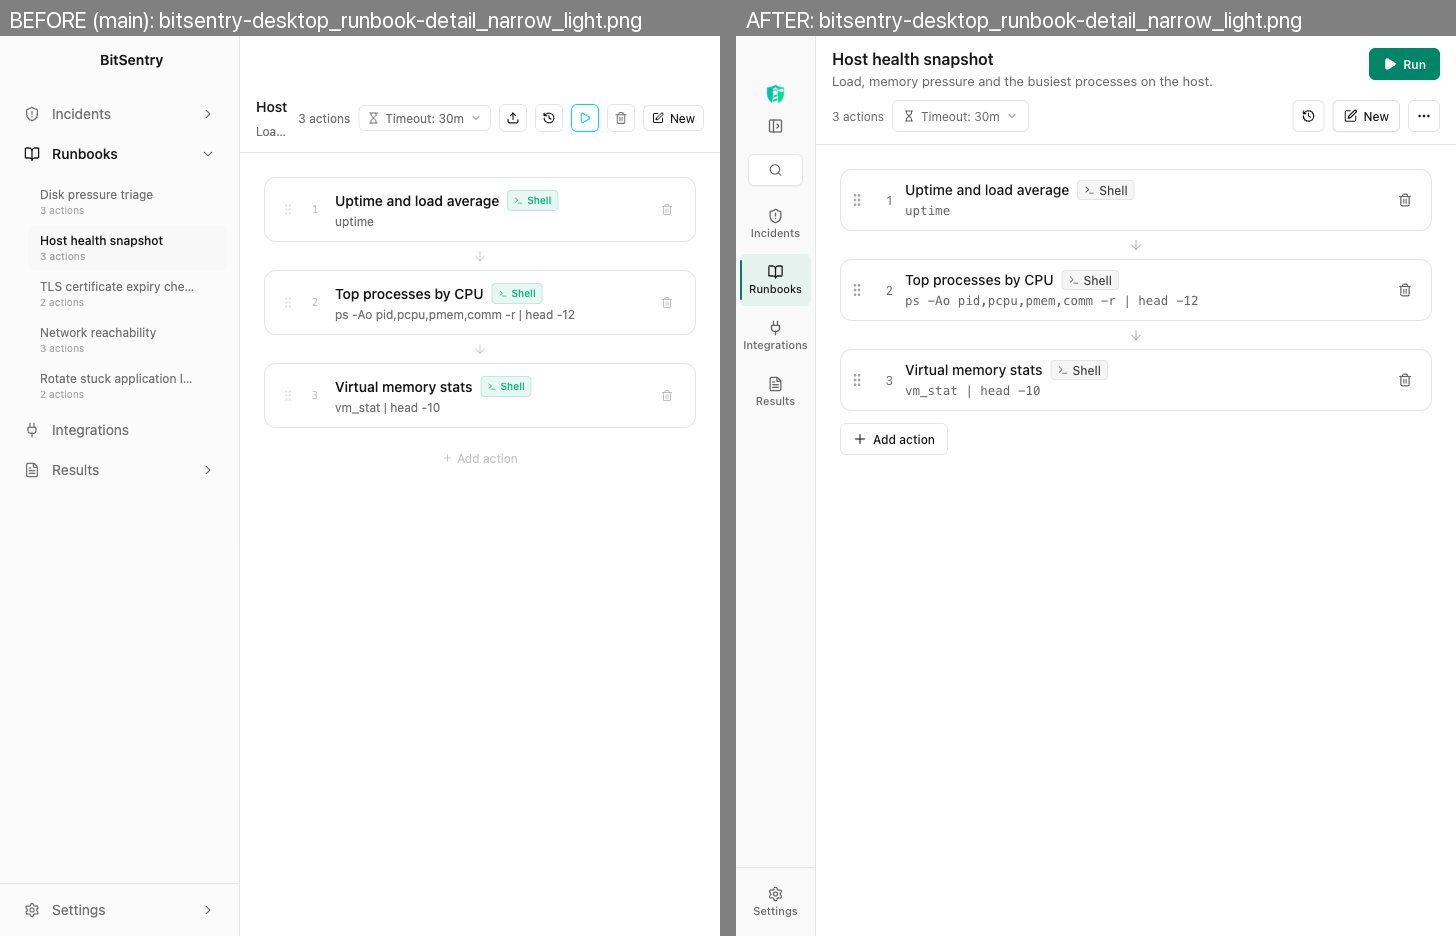 BEFORE (main): bitsentry-desktop_runbook-detail_narrow_light.png
BitSentry
Incidents
Runbooks
Disk pressure triage
3 actions
Host health snapshot
3 actions
TLS certificate expiry che...
2 actions
Network reachability
3 actions
Rotate stuck application l...
2 actions
Integrations
Results
Settings
Host
Loa...
3 actions
Timeout: 30m
New
1
Uptime and load average
Shell
uptime
2
Top processes by CPU
Shell
ps -Ao pid,pcpu,pmem,comm -r | head -12
3
Virtual memory stats
Shell
vm_stat | head -10
+ Add action
AFTER: bitsentry-desktop_runbook-detail_narrow_light.png
Incidents
Runbooks
Integrations
Results
Settings
Host health snapshot
Load, memory pressure and the busiest processes on the host.
Run
3 actions
Timeout: 30m
New
1
Uptime and load average
Shell
uptime
2
Top processes by CPU
Shell
ps -Ao pid,pcpu,pmem,comm -r | head -12
3
Virtual memory stats
Shell
vm_stat | head -10
+ Add action